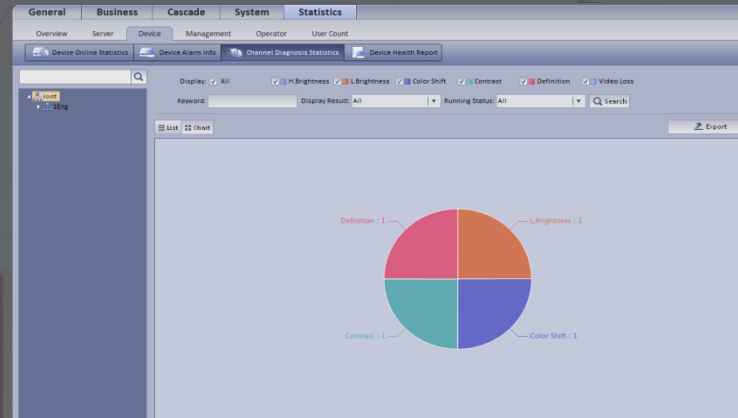 General Business Cascade System Statistics
Overview Server Device Management Operator User Count
Device Online Statistics Device Alarm Info Channel Diagnosis Statistics Device Health Report
Display: All H.Brightness L.Brightness Color Shift Contrast Definition Video Loss
root
Keyword: Display Result: All Running Status: All Search
IEng
List Chart Export
Definition : 1 L.Brightness : 1
Contrast : 1 Color Shift : 1